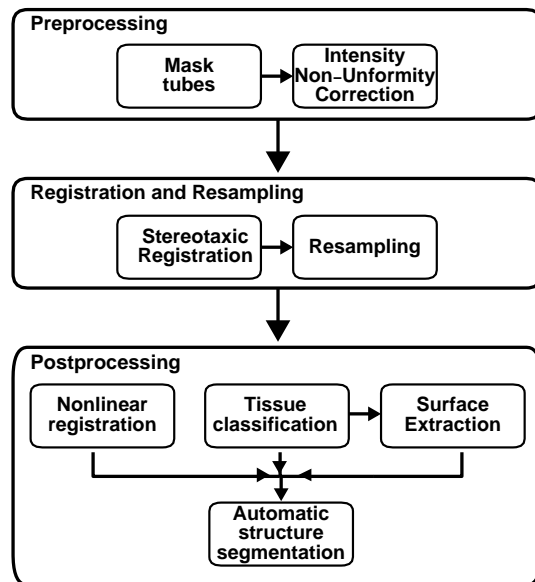 Preprocessing
Mask
tubes
Intensity
Non-Unformity
Correction
Registration and Resampling
Stereotaxic
Registration
Resampling
Postprocessing
Nonlinear
registration
Tissue
classification
Surface
Extraction
Automatic
structure
segmentation